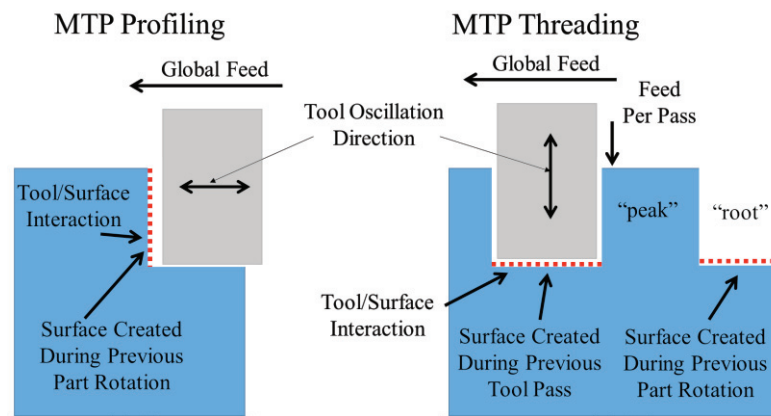 MTP Profiling
MTP Threading
Global Feed
Global Feed
Feed
Per Pass
Tool Oscillation
Direction
Tool/Surface
Interaction
“peak”
“root”
Tool/Surface
Interaction
Surface Created
During Previous
Part Rotation
Surface Created
During Previous
Tool Pass
Surface Created
During Previous
Part Rotation